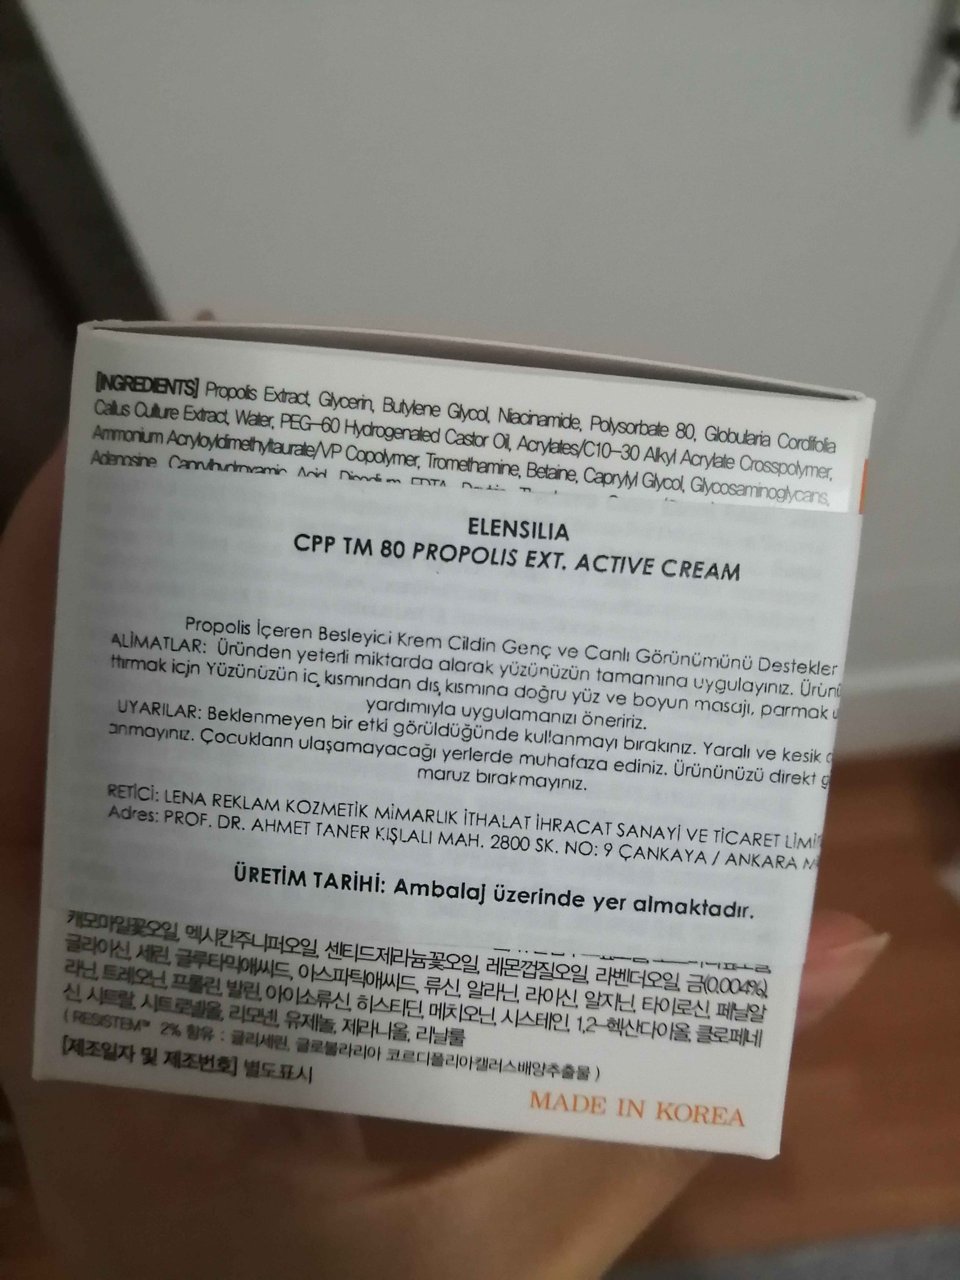 [INGREDIENTS] Propolis Extract, Glycerin, Butylene Glycol, Niacinamide, Polysorbate 80, Globularia Cordifolia
Callus Culture Extract, Water, PEG-60 Hydrogenated Castor Oil, Acrylates/C10-30 Alkyl Acrylate Crosspolymer,
Ammonium Acryloyldimethyltaurate/VP Copolymer, Tromethamine, Betaine, Caprylyl Glycol, Glycosaminoglycans,
Adenosine, Caprylhydroxamic Acid, Disodium EDTA,
ELENSILIA
CPP TM 80 PROPOLIS EXT. ACTIVE CREAM
Propolis İçeren Besleyici Krem Cildin Genç ve Canlı Görünümünü Destekler
ALİMATLAR: Üründen yeterli miktarda alarak yüzünüzün tamamına uygulayınız. Ürünü
ttırmak için Yüzünüzün iç kısmından dış kısmına doğru yüz ve boyun masajı, parmak u
yardımıyla uygulamanızı öneririz.
UYARILAR: Beklenmeyen bir etki görüldüğünde kullanmayı bırakınız. Yaralı ve kesik
anmayınız. Çocukların ulaşamayacağı yerlerde muhafaza ediniz. Ürününüzü direkt g
maruz bırakmayınız.
RETİCİ: LENA REKLAM KOZMETİK MİMARLIK İTHALAT İHRACAT SANAYİ VE TİCARET LİMİ
Adres: PROF. DR. AHMET TANER KIŞLALI MAH. 2800 SK. NO: 9 ÇANKAYA / ANKARA
ÜRETİM TARİHİ: Ambalaj üzerinde yer almaktadır.
캐모마일꽃오일, 멕시칸주니퍼오일, 센티드제라늄꽃오일, 레몬껍질오일, 라벤더오일, 금(0.004%),
글라이신, 세린, 글루타믹애씨드, 아스파틱애씨드, 류신, 알라닌, 라이신, 알지닌, 타이로신, 페닐알
라닌, 트레오닌, 프롤린, 발린, 아이소류신, 히스티딘, 메치오닌, 시스테인, 1,2-헥산다이올, 클로페네
신, 시트랄, 시트로넬올, 리모넨, 유제놀, 제라니올, 리날룰
( RESISTEM™ 2% 함유 : 글리세린, 글로불라리아 코르디폴리아캘러스배양추출물 )
[제조일자 및 제조번호] 별도표시
MADE IN KOREA